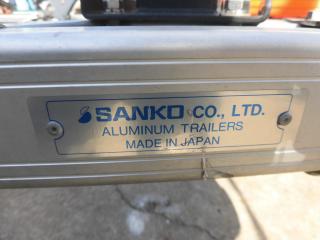 SANKO CO., LTD.
ALUMINUM TRAILERS
MADE IN JAPAN